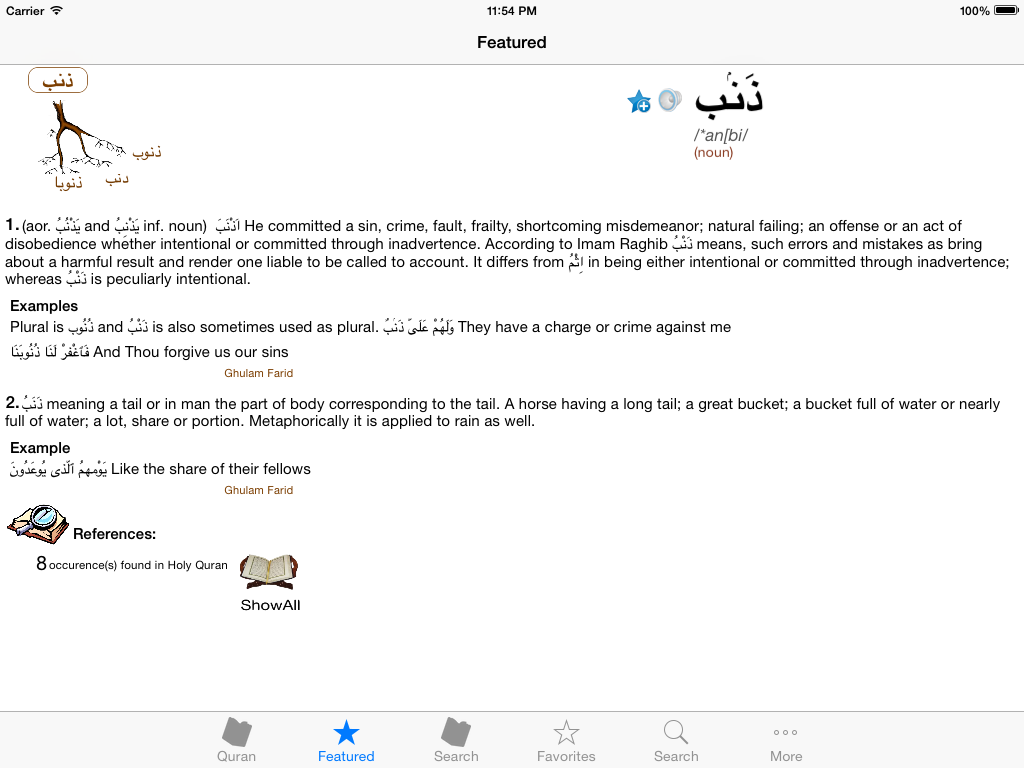 Carrier
11:54 PM
100%
Featured
ذنب
ذنوب
ذنب
ذنوبا
ذَنۢب
/*an[bi/
(noun)
1. (aor. يَذْنُبُ and يَذْنِبُ inf. noun) اَذْنَبَ He committed a sin, crime, fault, frailty, shortcoming misdemeanor; natural failing; an offense or an act of
disobedience whether intentional or committed through inadvertence. According to Imam Raghib ذَنْبُ means, such errors and mistakes as bring
about a harmful result and render one liable to be called to account. It differs from اِثْمُ in being either intentional or committed through inadvertence;
whereas ذَنْبُ is peculiarly intentional.
Examples
Plural is ذُنُوب and ذَنْبُ is also sometimes used as plural. وَلَهُمْ عَلَىَّ ذَنۢبٌ They have a charge or crime against me
فَٱغْفِرْ لَنَا ذُنُوبَنَا And Thou forgive us our sins
Ghulam Farid
2. ذَنَبُ meaning a tail or in man the part of body corresponding to the tail. A horse having a long tail; a great bucket; a bucket full of water or nearly
full of water; a lot, share or portion. Metaphorically it is applied to rain as well.
Example
يَوْمِهِمُ ٱلَّذِى يُوعَدُونَ Like the share of their fellows
Ghulam Farid
References:
8 occurence(s) found in Holy Quran
ShowAll
Quran
Featured
Search
Favorites
Search
More